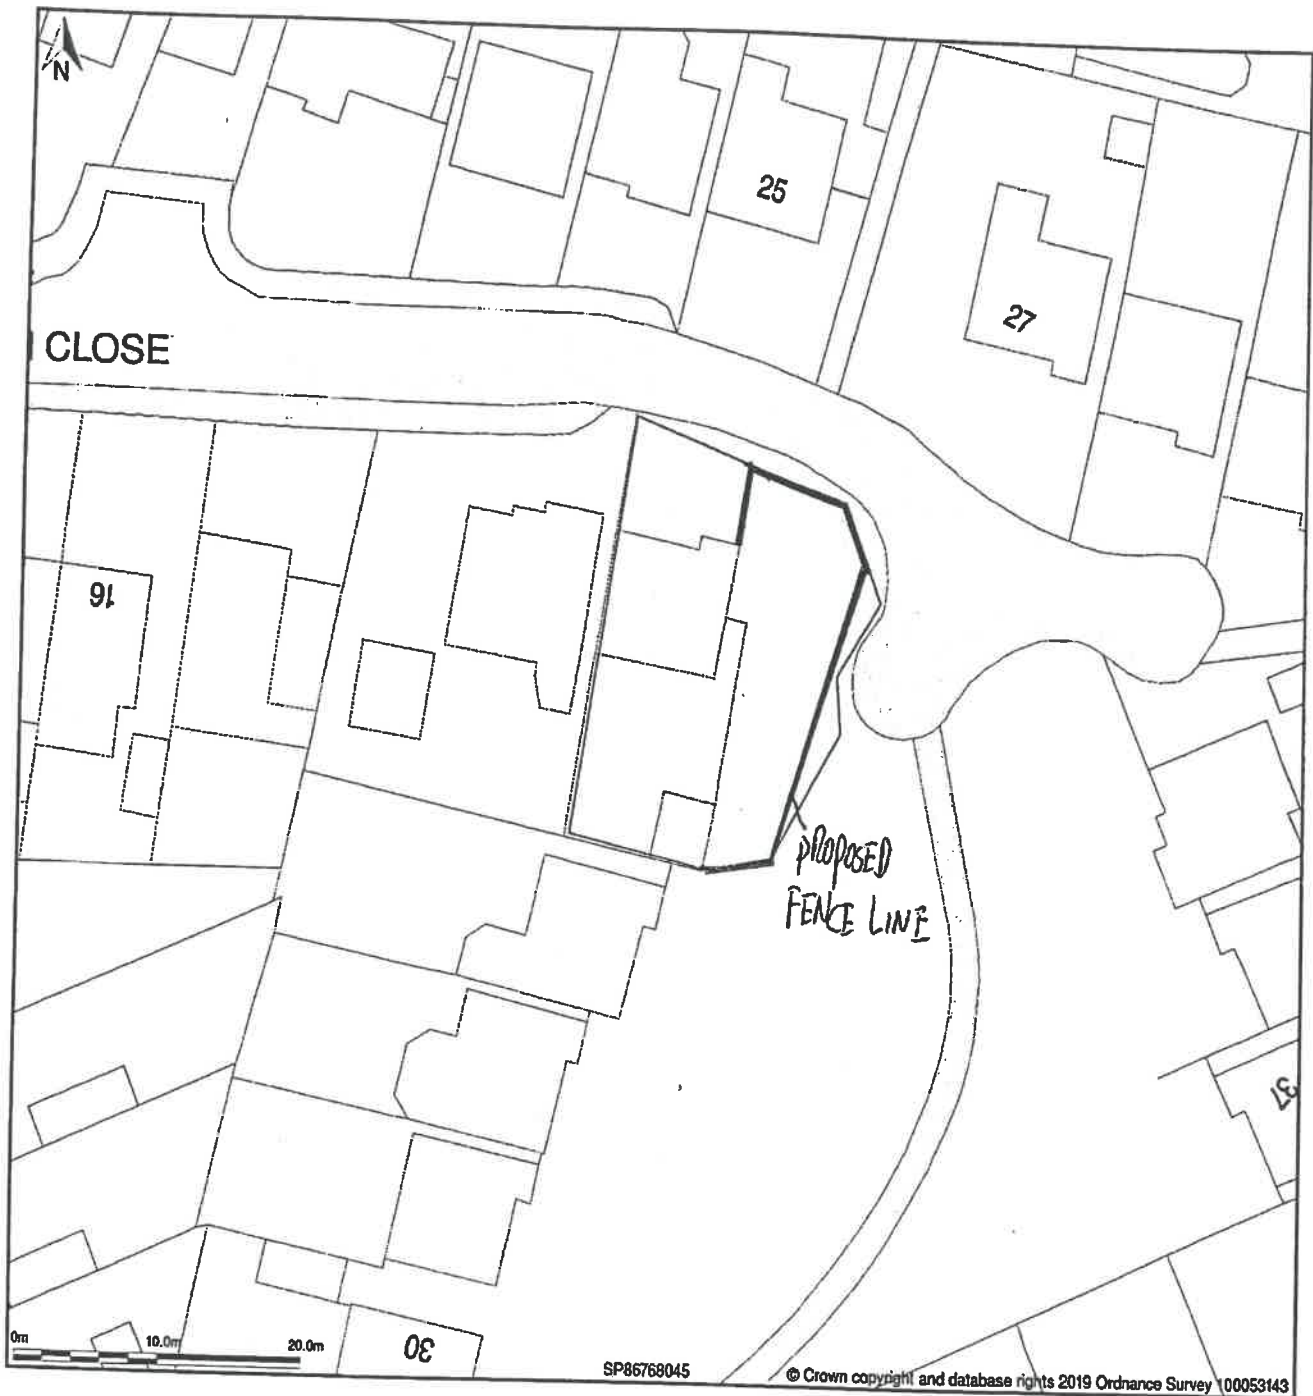 N
25
27
CLOSE
16
PROPOSED
FENCE LINE
37
30
0m 10.0m 20.0m
SP86768045
© Crown copyright and database rights 2019 Ordnance Survey 100053143